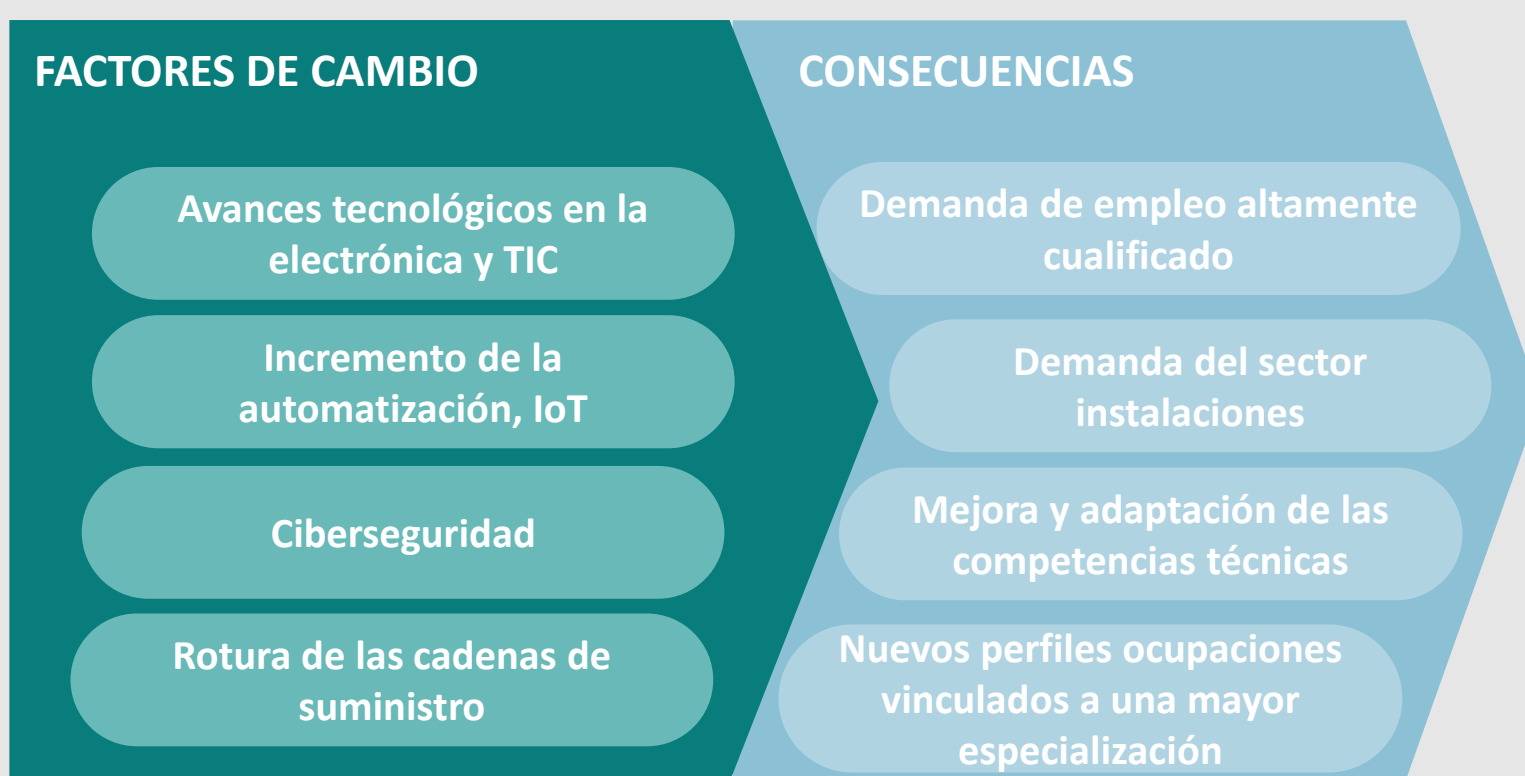 FACTORES DE CAMBIO
Avances tecnológicos en la
electrónica y TIC
Incremento de la
automatización, IoT
Ciberseguridad
Rotura de las cadenas de
suministro
CONSECUENCIAS
Demanda de empleo altamente
cualificado
Demanda del sector
instalaciones
Mejora y adaptación de las
competencias técnicas
Nuevos perfiles ocupaciones
vinculados a una mayor
especialización